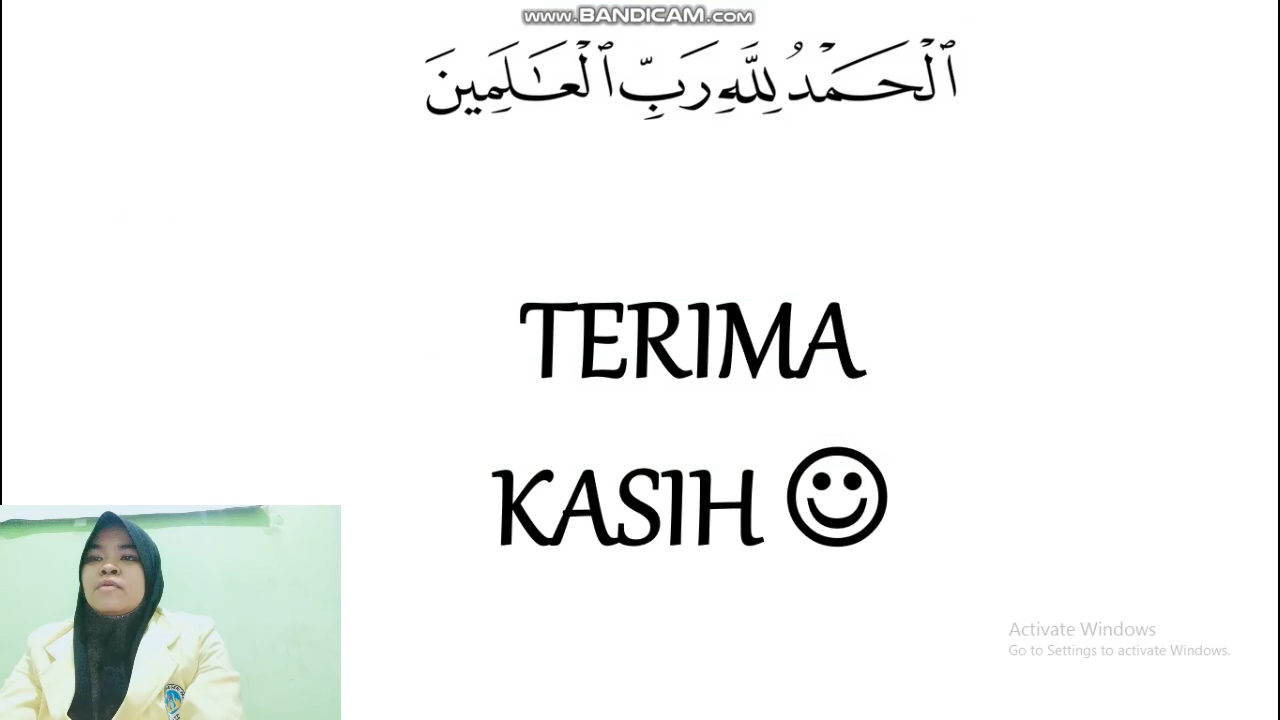 WWW.BANDICAM.COM
ٱلْحَمْدُ لِلَّهِ رَبِّ ٱلْعَـٰلَمِينَ
TERIMA
KASIH ☺
Activate Windows
Go to Settings to activate Windows.